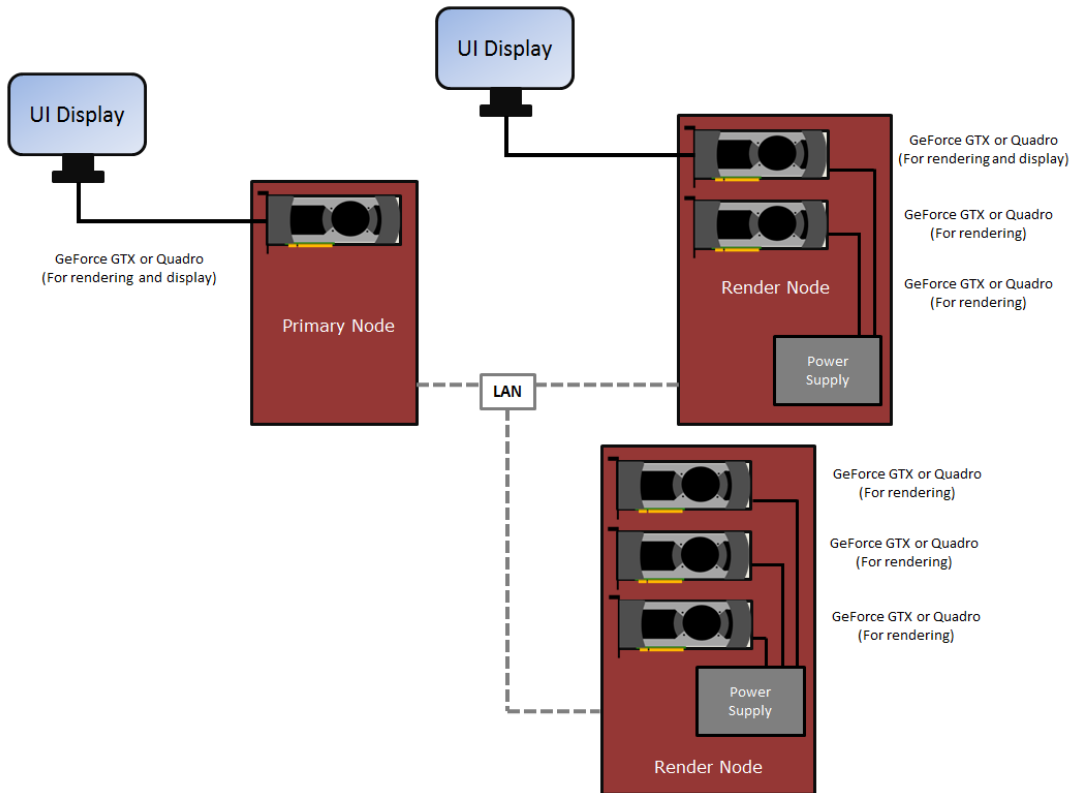 UI Display
UI Display
GeForce GTX or Quadro
(For rendering and display)
Primary Node
GeForce GTX or Quadro
(For rendering and display)
GeForce GTX or Quadro
(For rendering)
Render Node
GeForce GTX or Quadro
(For rendering)
Power
Supply
LAN
GeForce GTX or Quadro
(For rendering)
GeForce GTX or Quadro
(For rendering)
GeForce GTX or Quadro
(For rendering)
Power
Supply
Render Node